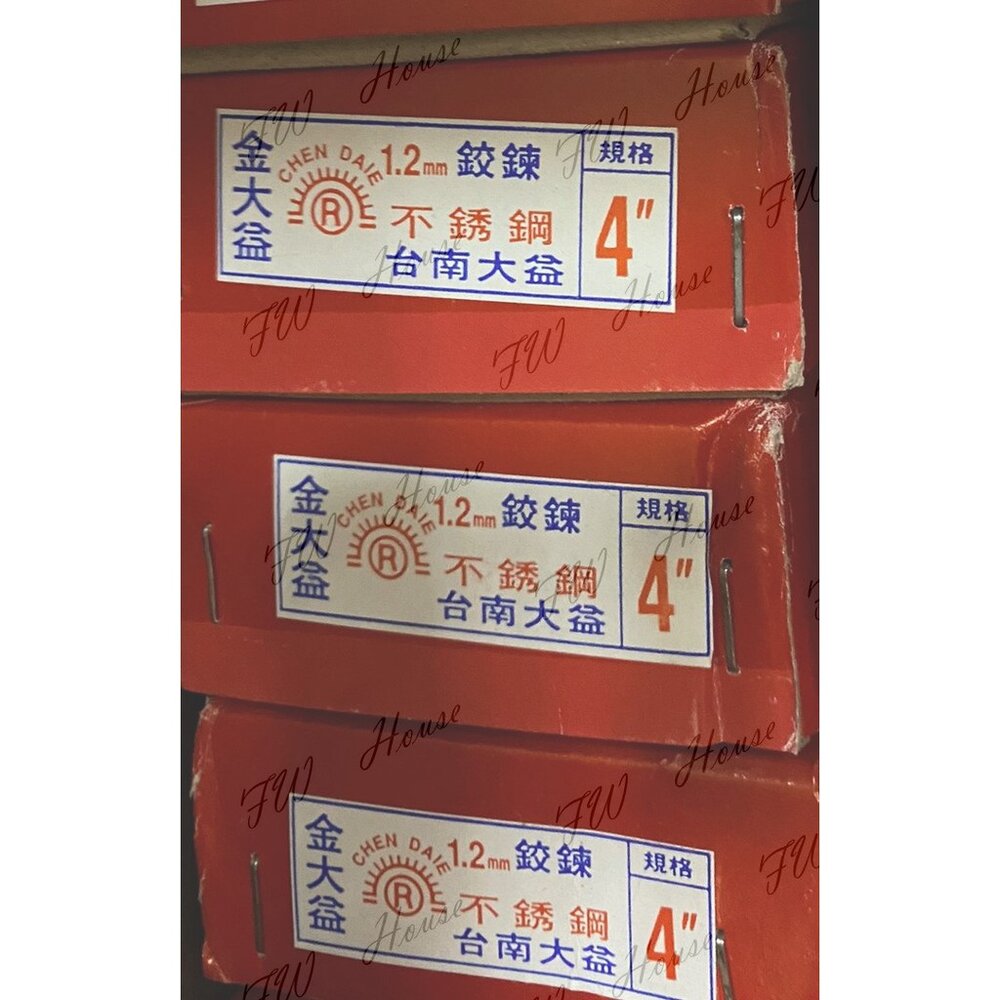 金大益
CHEN DAIE
R
1.2mm 鉸鍊
不銹鋼
台南大益
規格
4"
金大益
CHEN DAIE
R
1.2mm 鉸鍊
不銹鋼
台南大益
規格
4"
金大益
CHEN DAIE
R
1.2mm 鉸鍊
不銹鋼
台南大益
規格
4"
FW House